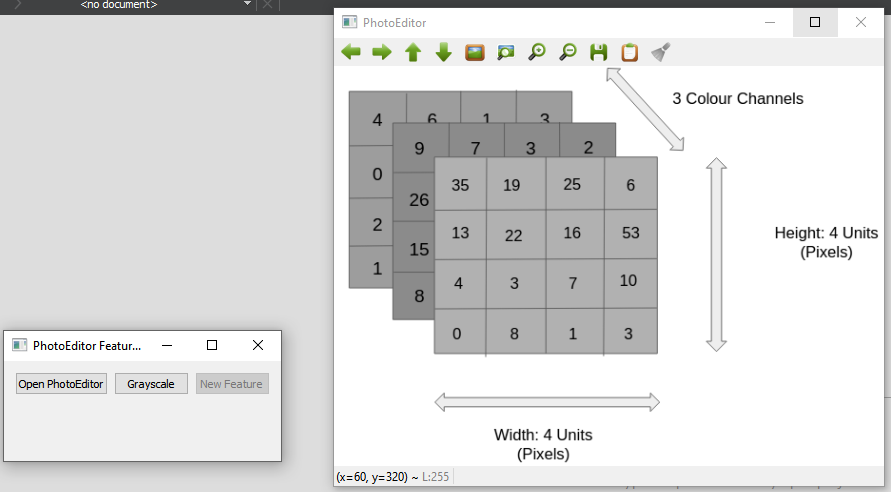 <no document>
PhotoEditor
3 Colour Channels
4 6 1 3
9 7 3 2
0
35 19 25 6
26
13 22 16 53
2
Height: 4 Units
(Pixels)
15
4 3 7 10
1
8
0 8 1 3
PhotoEditor Featur...
Open PhotoEditor Grayscale New Feature
Width: 4 Units
(Pixels)
(x=60, y=320) ~ L:255